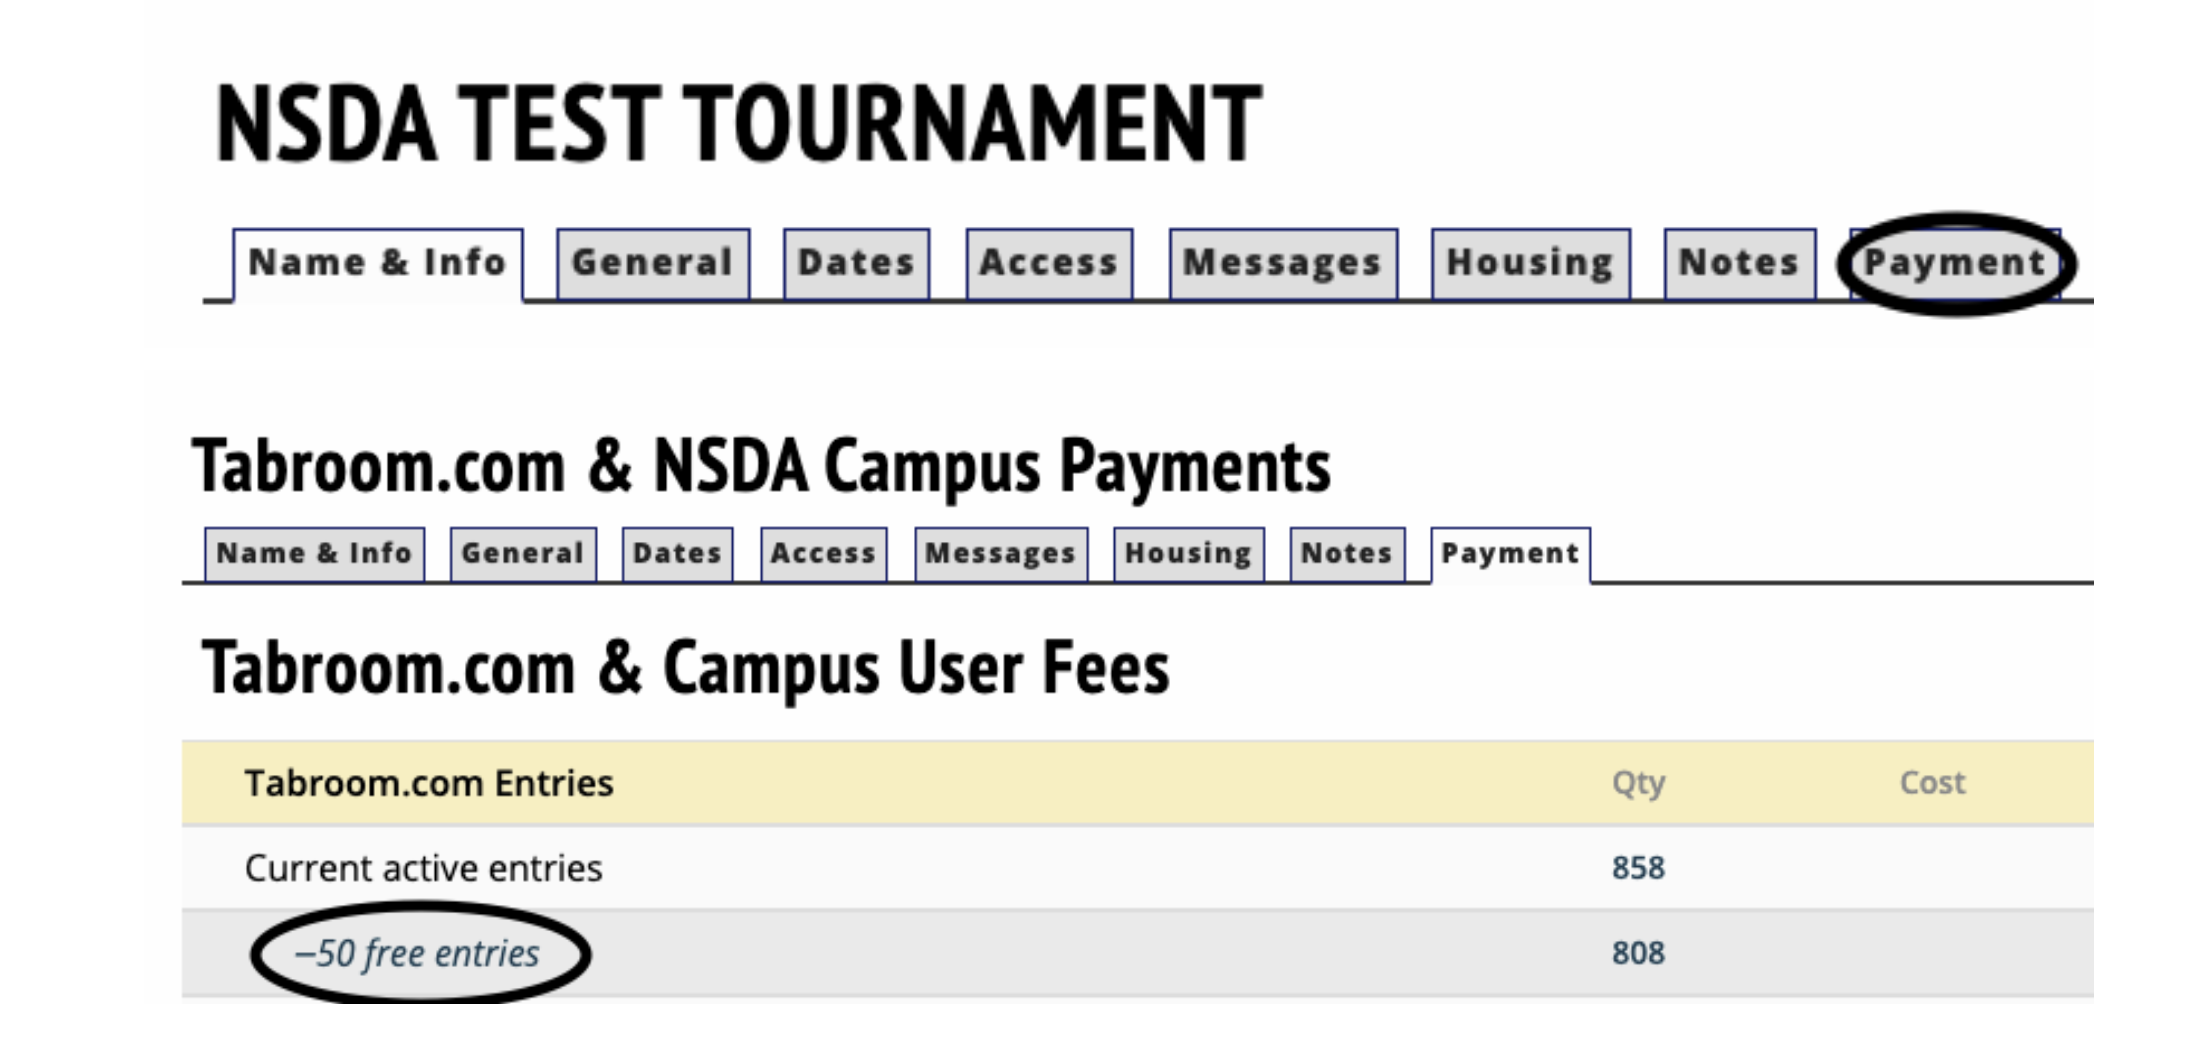 NSDA TEST TOURNAMENT
Name & Info General Dates Access Messages Housing Notes Payment
Tabroom.com & NSDA Campus Payments
Name & Info General Dates Access Messages Housing Notes Payment
Tabroom.com & Campus User Fees
Tabroom.com Entries Qty Cost
Current active entries 858
–50 free entries 808